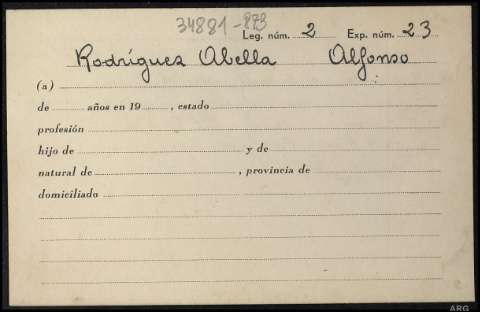 34881-273
Leg. núm. 2 Exp. núm. 23
Rodríguez Abella Alfonso
(a)
de años en 19 , estado
profesión
hijo de y de
natural de , provincia de
domiciliado
ARG